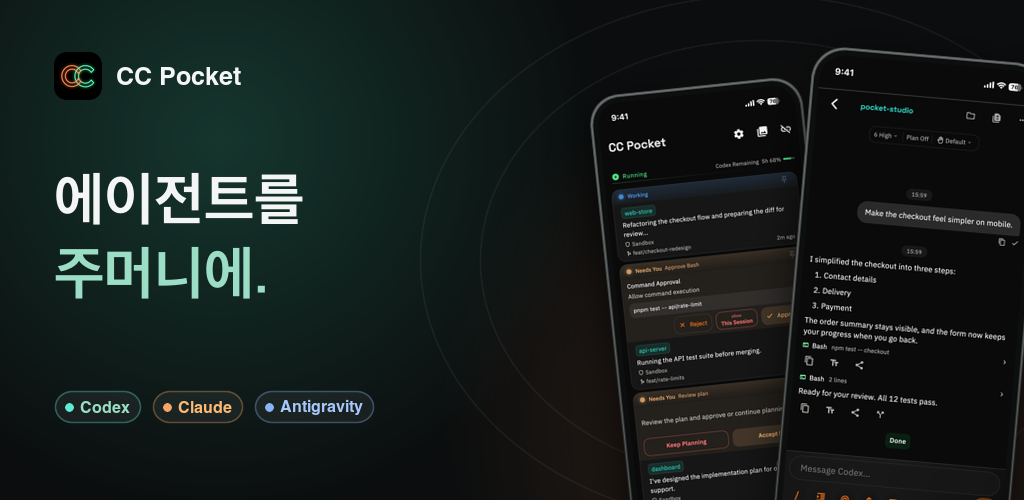 CC Pocket
에이전트를
주머니에.
Codex
Claude
Antigravity
9:41
78
CC Pocket
Codex Remaining 5h 68%
Running
Working
web-store
Refactoring the checkout flow and preparing the diff for
review...
Sandbox
2m ago
feat/checkout-redesign
Needs You Approve Bash
Command Approval
Allow command execution
pnpm test -- api/rate-limit
Reject
Allow
This Session
api-server
Running the API test suite before merging.
Sandbox
feat/rate-limits
Needs You Review plan
Review the plan and approve or continue
Keep Planning
Accept
dashboard
I've designed the implementation plan for
support.
Sandbox
9:41
78
pocket-studio
6 High
Plan Off
Default
15:59
Make the checkout feel simpler on mobile.
15:59
I simplified the checkout into three steps:
1. Contact details
2. Delivery
3. Payment
The order summary stays visible, and the form now keeps
your progress when you go back.
Bash npm test -- checkout
Bash 2 lines
Ready for your review. All 12 tests pass.
Done
Message Codex...